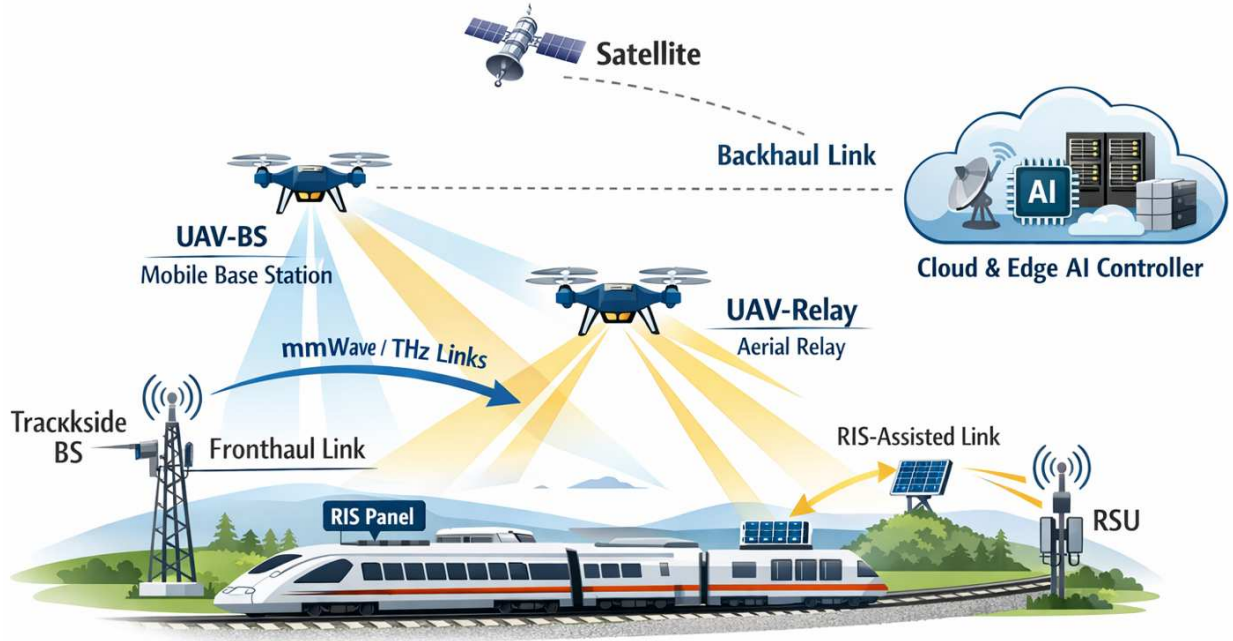 Satellite
Backhaul Link
AI
Cloud & Edge AI Controller
UAV-BS
Mobile Base Station
UAV-Relay
Aerial Relay
mmWave / THz Links
Tracкkside
BS
Fronthaul Link
RIS-Assisted Link
RIS Panel
RSU